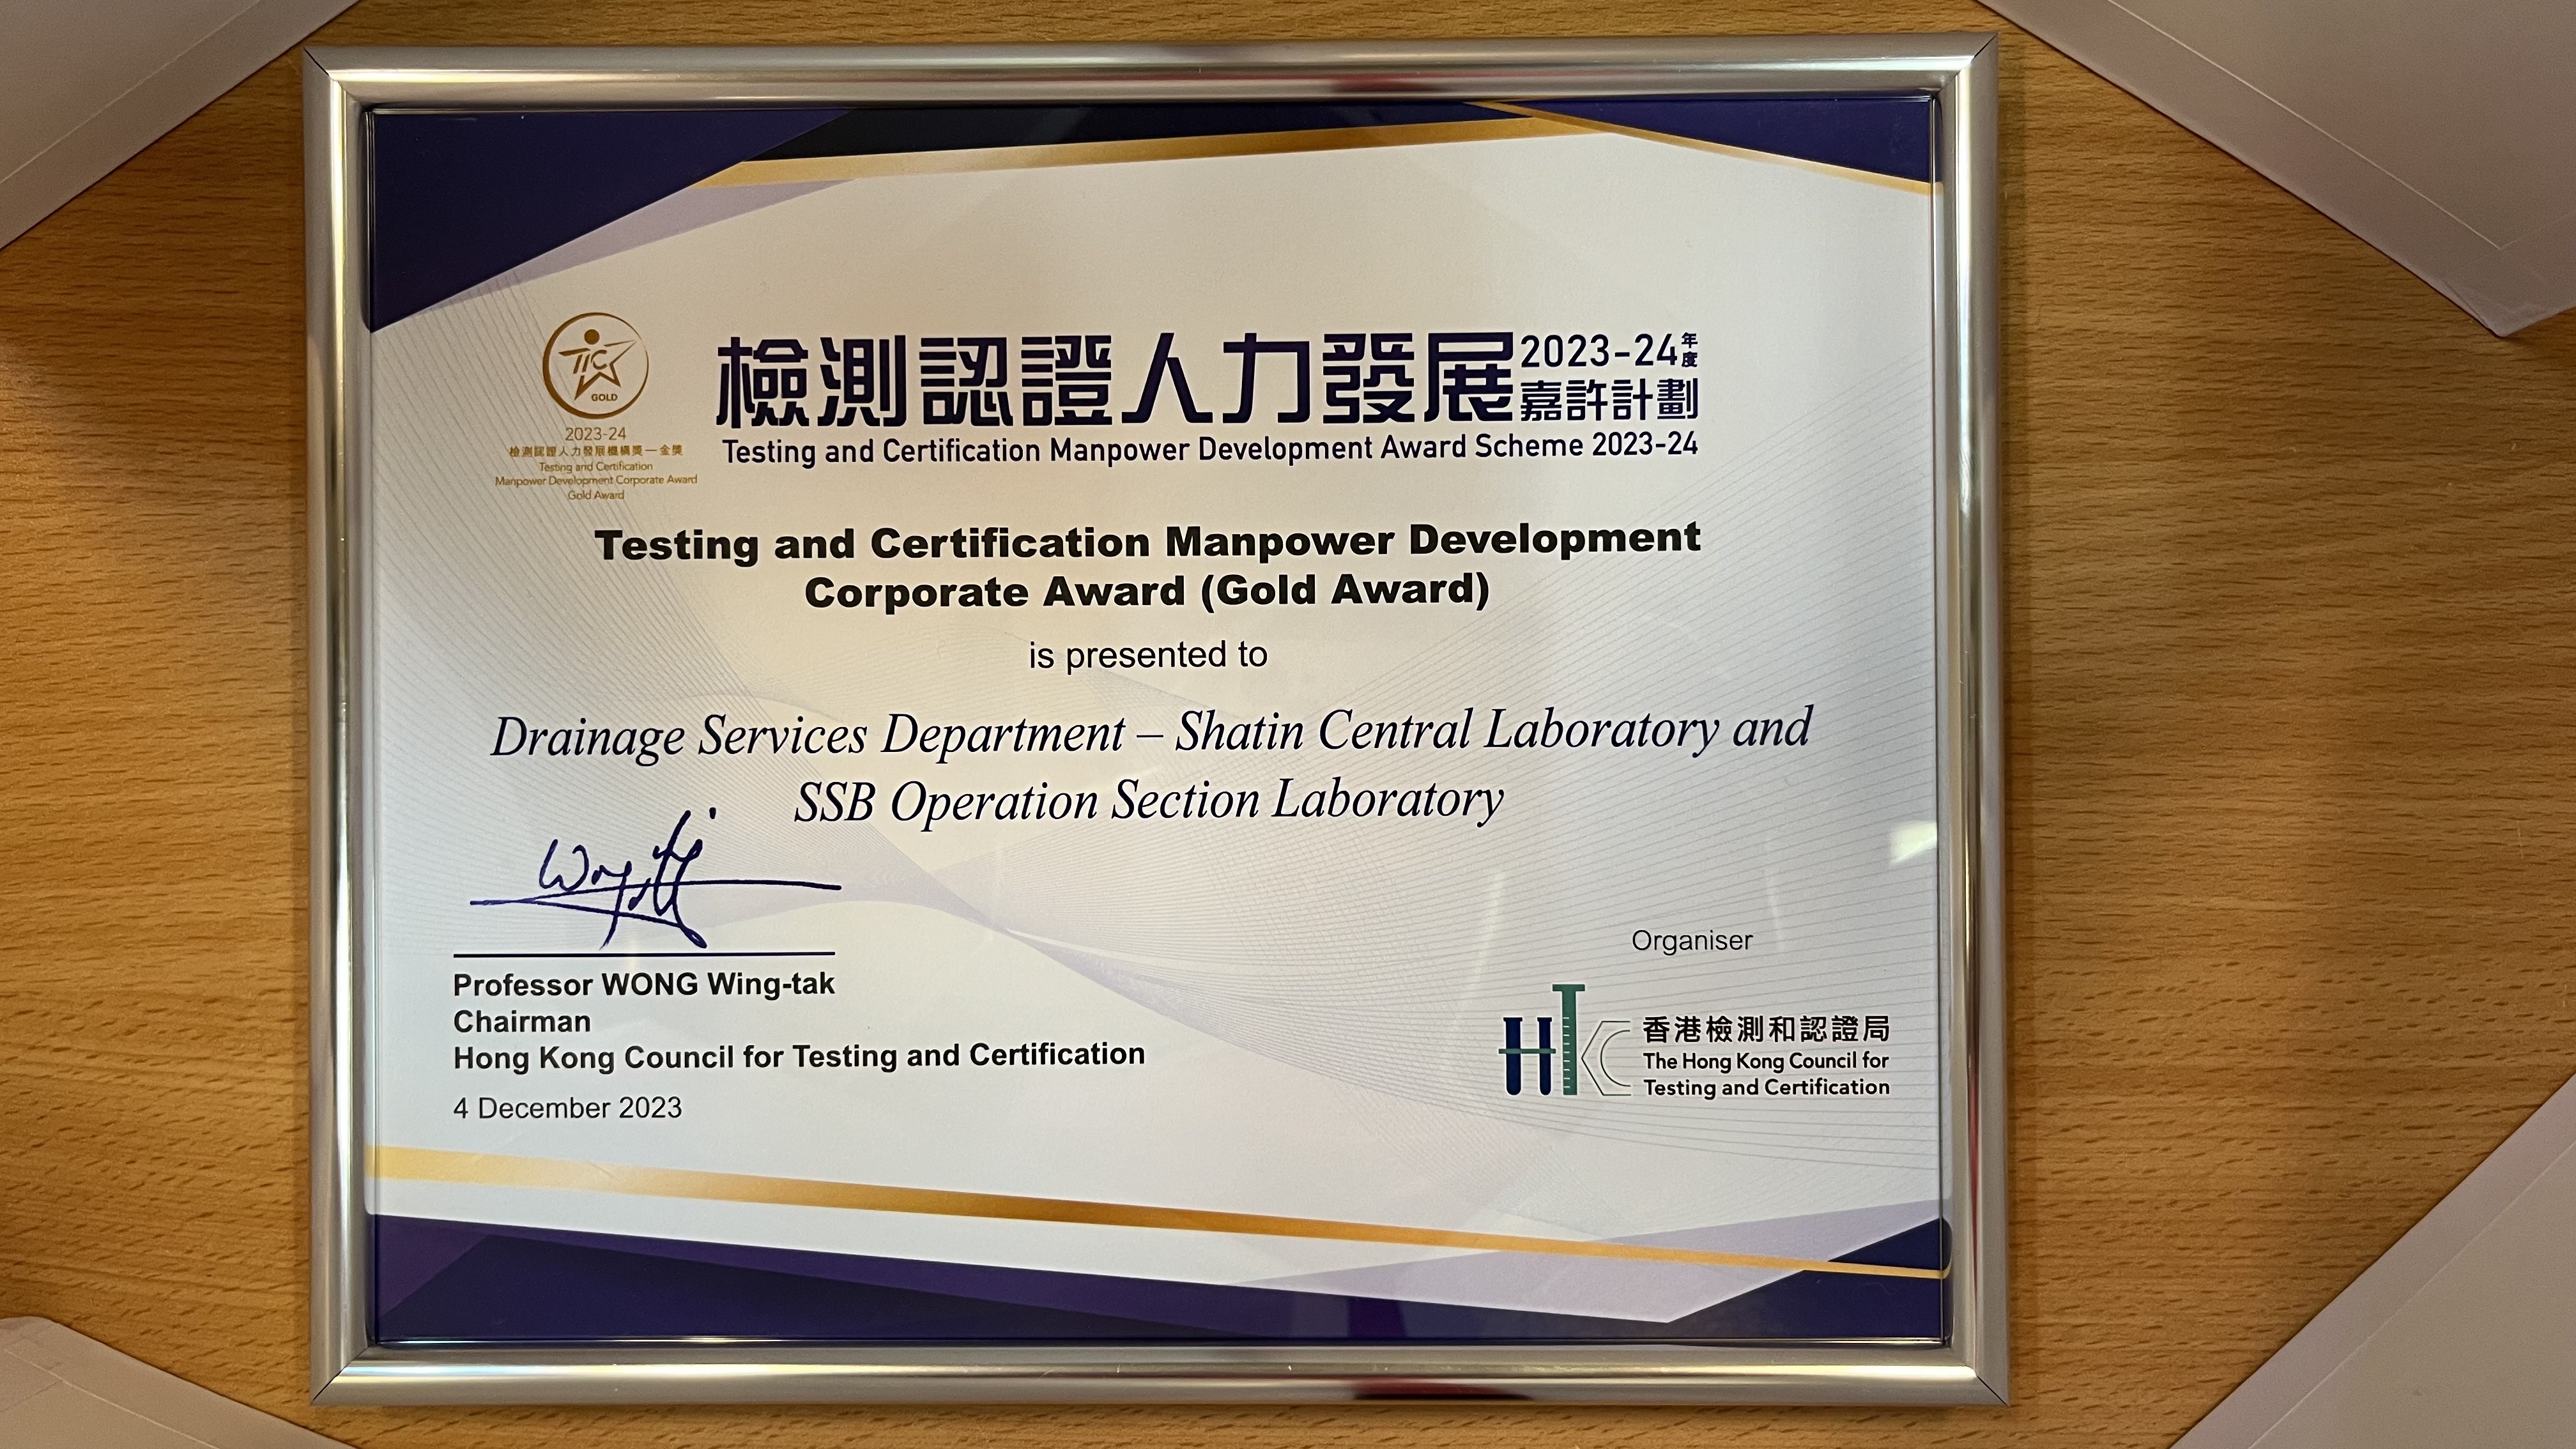 TIC
GOLD
2023-24
檢測認證人力發展機構獎—金獎
Testing and Certification
Manpower Development Corporate Award
Gold Award
檢測認證人力發展 2023-24年度
嘉許計劃
Testing and Certification Manpower Development Award Scheme 2023-24
Testing and Certification Manpower Development
Corporate Award (Gold Award)
is presented to
Drainage Services Department – Shatin Central Laboratory and
SSB Operation Section Laboratory
Professor WONG Wing-tak
Chairman
Hong Kong Council for Testing and Certification
4 December 2023
Organiser
HTC
香港檢測和認證局
The Hong Kong Council for
Testing and Certification